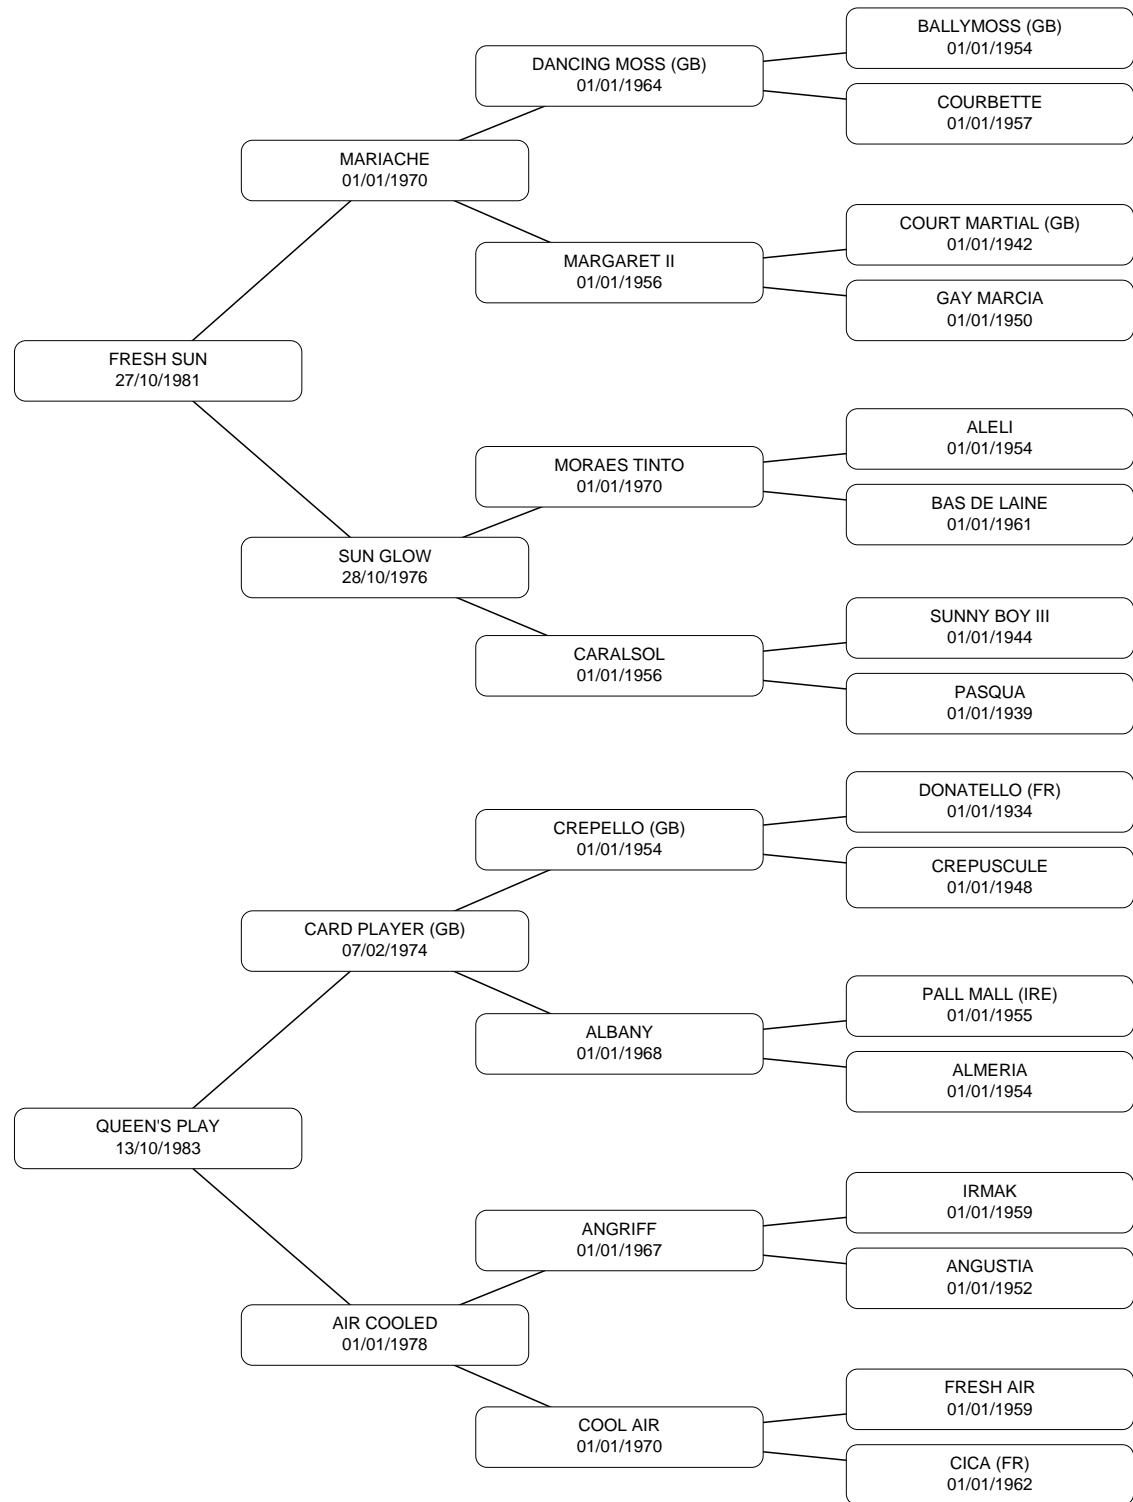 BALLYMOSS (GB)
01/01/1954
DANCING MOSS (GB)
01/01/1964
COURBETTE
01/01/1957
MARIACHE
01/01/1970
COURT MARTIAL (GB)
01/01/1942
MARGARET II
01/01/1956
GAY MARCIA
01/01/1950
FRESH SUN
27/10/1981
ALELI
01/01/1954
MORAES TINTO
01/01/1970
BAS DE LAINE
01/01/1961
SUN GLOW
28/10/1976
SUNNY BOY III
01/01/1944
CARALSOL
01/01/1956
PASQUA
01/01/1939
DONATELLO (FR)
01/01/1934
CREPELLO (GB)
01/01/1954
CREPUSCULE
01/01/1948
CARD PLAYER (GB)
07/02/1974
PALL MALL (IRE)
01/01/1955
ALBANY
01/01/1968
ALMERIA
01/01/1954
QUEEN'S PLAY
13/10/1983
IRMAK
01/01/1959
ANGRIFF
01/01/1967
ANGUSTIA
01/01/1952
AIR COOLED
01/01/1978
FRESH AIR
01/01/1959
COOL AIR
01/01/1970
CICA (FR)
01/01/1962